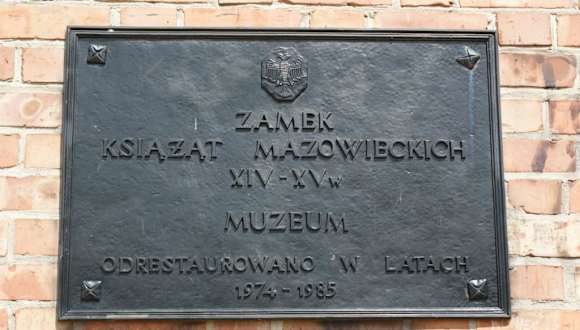 ZAMEK
KSIĄŻĄT MAZOWIECKICH
XIV-XVw
MUZEUM
ODRESTAUROWANO W LATACH
1974-1985